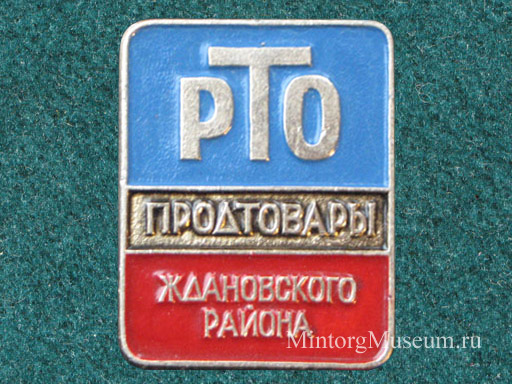 РТО
ПРОДТОВАРЫ
ЖДАНОВСКОГО
РАЙОНА
MintorgMuseum.ru